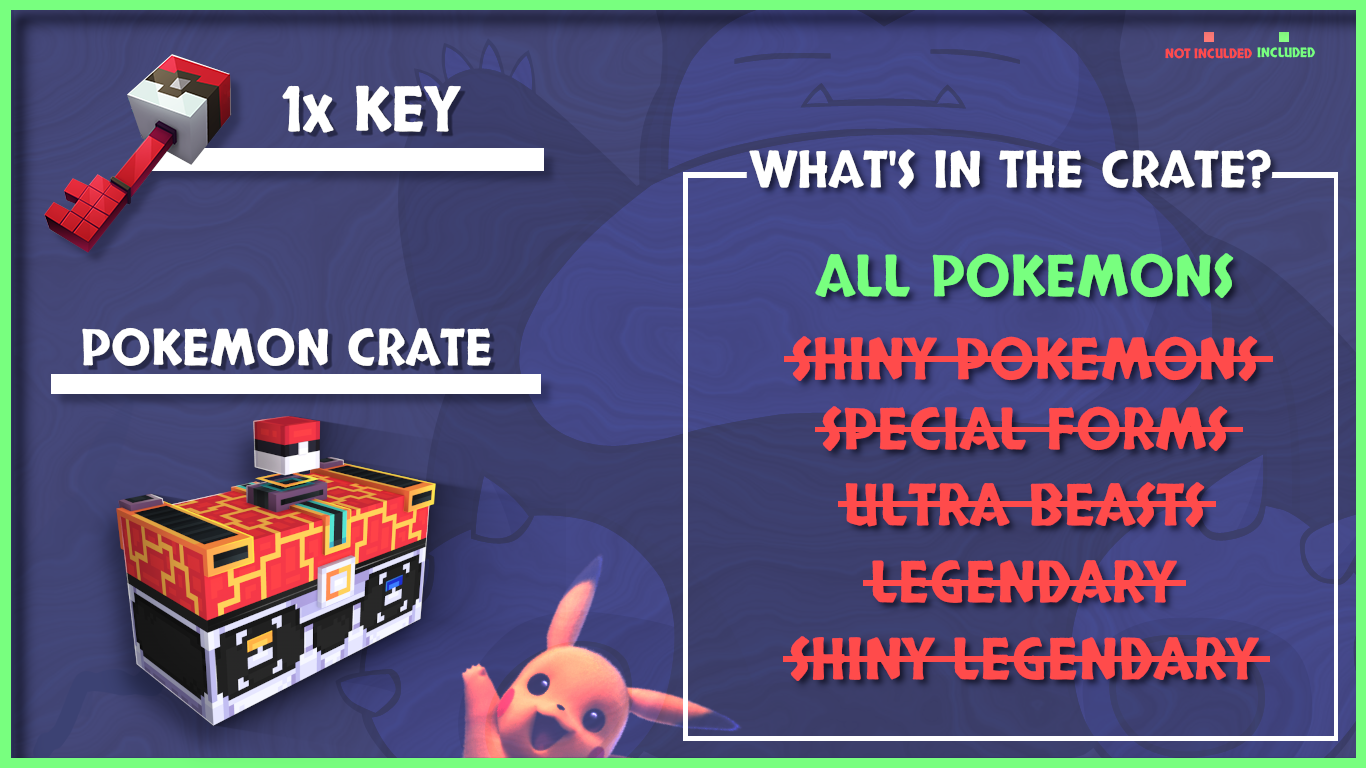 1x KEY
POKEMON CRATE
NOT INCULDED INCLUDED
WHAT'S IN THE CRATE?
ALL POKEMONS
SHINY POKEMONS
SPECIAL FORMS
ULTRA BEASTS
LEGENDARY
SHINY LEGENDARY